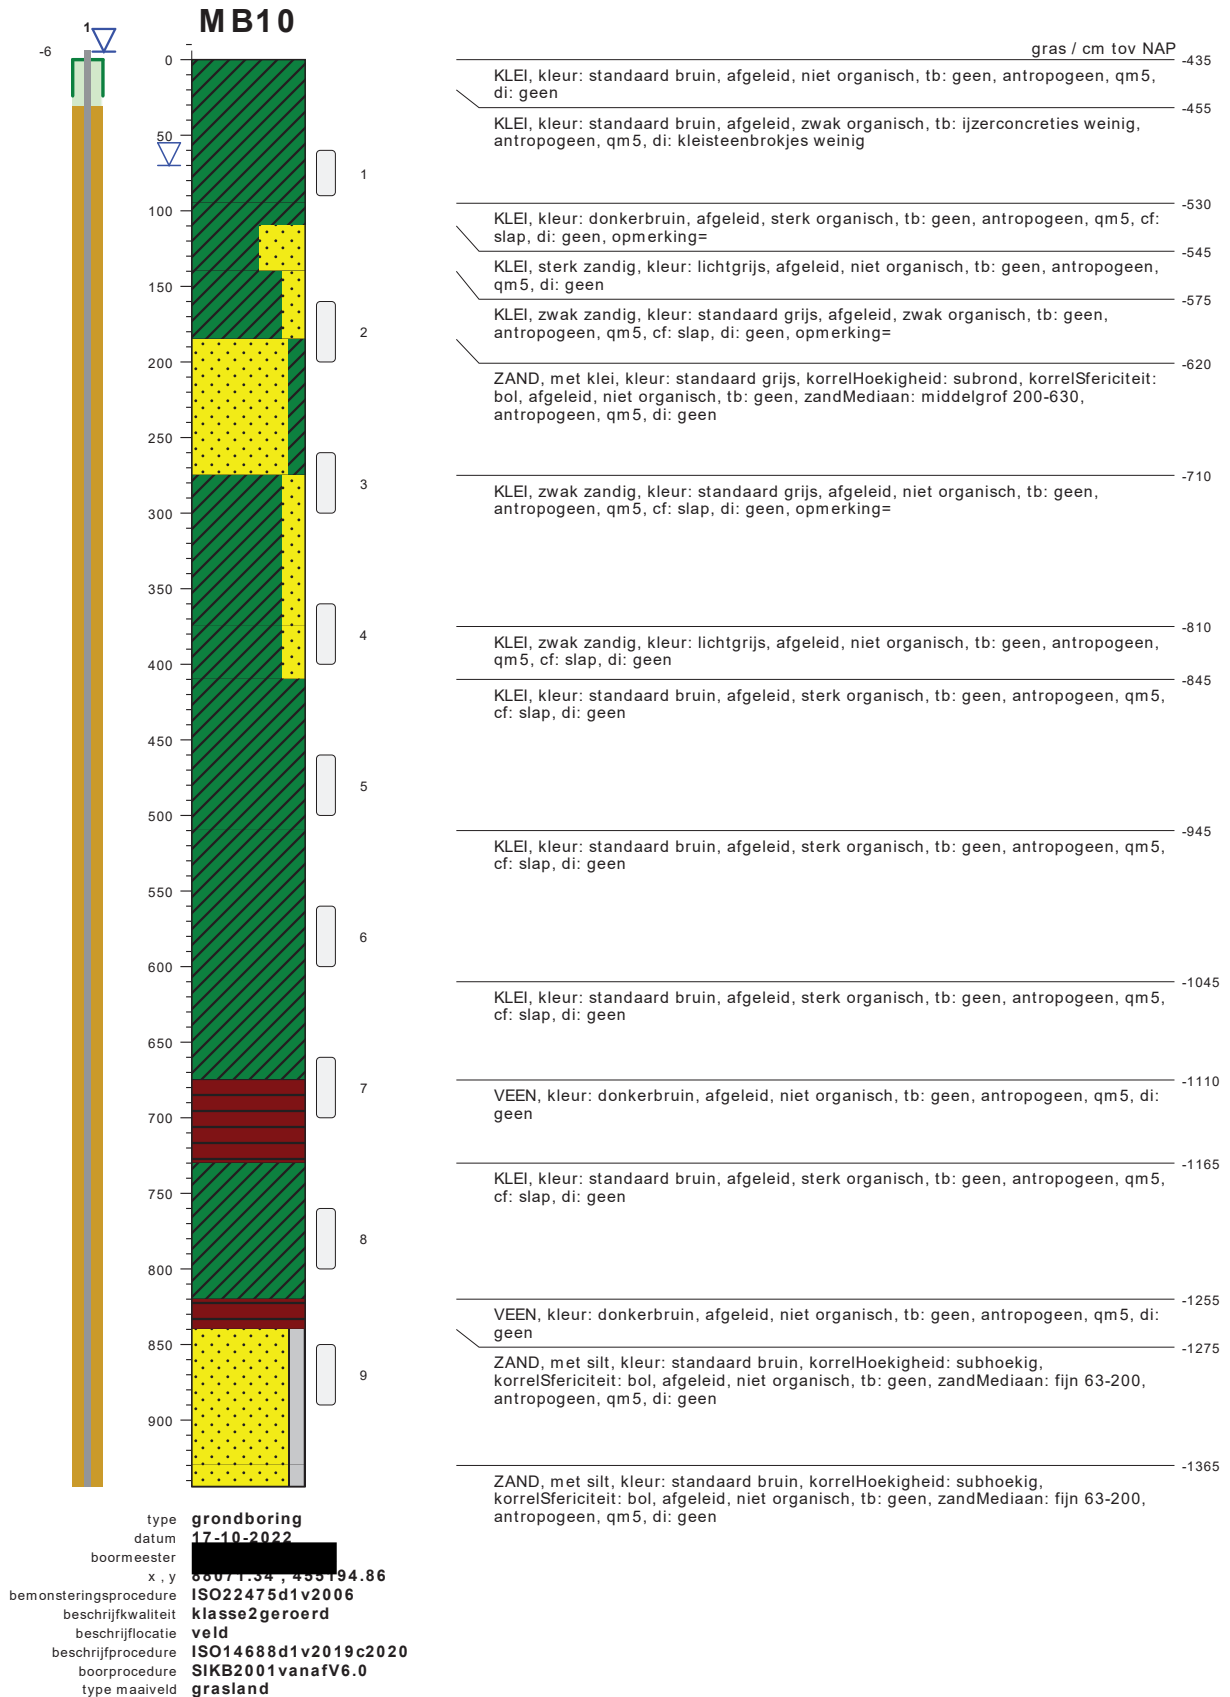 MB10
1
-6
gras / cm tov NAP
0
50
100
150
200
250
300
350
400
450
500
550
600
650
700
750
800
850
900
1
2
3
4
5
6
7
8
9
-435
KLEI, kleur: standaard bruin, afgeleid, niet organisch, tb: geen, antropogeen, qm5,
di: geen
-455
KLEI, kleur: standaard bruin, afgeleid, zwak organisch, tb: ijzerconcreties weinig,
antropogeen, qm5, di: kleisteenbrokjes weinig
-530
KLEI, kleur: donkerbruin, afgeleid, sterk organisch, tb: geen, antropogeen, qm5, cf:
slap, di: geen, opmerking=
-545
KLEI, sterk zandig, kleur: lichtgrijs, afgeleid, niet organisch, tb: geen, antropogeen,
qm5, di: geen
-575
KLEI, zwak zandig, kleur: standaard grijs, afgeleid, zwak organisch, tb: geen,
antropogeen, qm5, cf: slap, di: geen, opmerking=
-620
ZAND, met klei, kleur: standaard grijs, korrelHoekigheid: subrond, korrelSfericiteit:
bol, afgeleid, niet organisch, tb: geen, zandMediaan: middelgrof 200-630,
antropogeen, qm5, di: geen
-710
KLEI, zwak zandig, kleur: standaard grijs, afgeleid, niet organisch, tb: geen,
antropogeen, qm5, cf: slap, di: geen, opmerking=
-810
KLEI, zwak zandig, kleur: lichtgrijs, afgeleid, niet organisch, tb: geen, antropogeen,
qm5, cf: slap, di: geen
-845
KLEI, kleur: standaard bruin, afgeleid, sterk organisch, tb: geen, antropogeen, qm5,
cf: slap, di: geen
-945
KLEI, kleur: standaard bruin, afgeleid, sterk organisch, tb: geen, antropogeen, qm5,
cf: slap, di: geen
-1045
KLEI, kleur: standaard bruin, afgeleid, sterk organisch, tb: geen, antropogeen, qm5,
cf: slap, di: geen
-1110
VEEN, kleur: donkerbruin, afgeleid, niet organisch, tb: geen, antropogeen, qm5, di:
geen
-1165
KLEI, kleur: standaard bruin, afgeleid, sterk organisch, tb: geen, antropogeen, qm5,
cf: slap, di: geen
-1255
VEEN, kleur: donkerbruin, afgeleid, niet organisch, tb: geen, antropogeen, qm5, di:
geen
-1275
ZAND, met silt, kleur: standaard bruin, korrelHoekigheid: subhoekig,
korrelSfericiteit: bol, afgeleid, niet organisch, tb: geen, zandMediaan: fijn 63-200,
antropogeen, qm5, di: geen
-1365
ZAND, met silt, kleur: standaard bruin, korrelHoekigheid: subhoekig,
korrelSfericiteit: bol, afgeleid, niet organisch, tb: geen, zandMediaan: fijn 63-200,
antropogeen, qm5, di: geen
type grondboring
datum 17-10-2022
boormeester
x , y 88071.34 , 455194.86
bemonsteringsprocedure ISO22475d1v2006
beschrijfkwaliteit klasse2geroerd
beschrijflocatie veld
beschrijfprocedure ISO14688d1v2019c2020
boorprocedure SIKB2001vanafV6.0
type maaiveld grasland